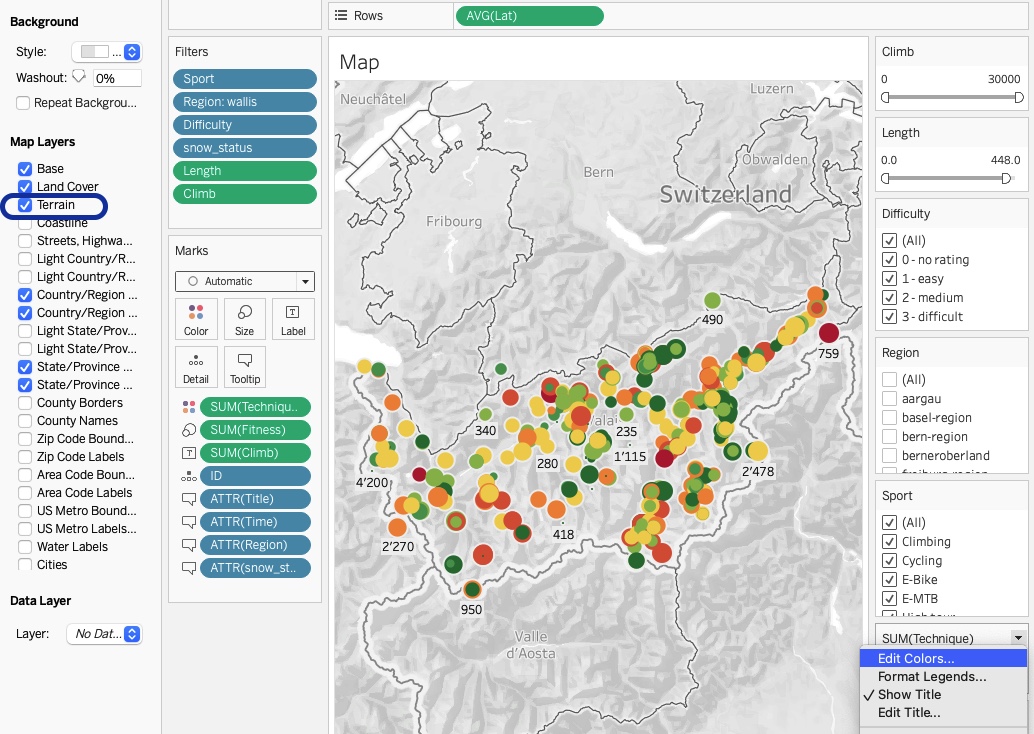 Background
Style: ...
Washout: 0%
Repeat Backgrou...
Map Layers
Base
Land Cover
Terrain
Coastline
Streets, Highwa...
Light Country/R...
Light Country/R...
Country/Region ...
Country/Region ...
Light State/Prov...
Light State/Prov...
State/Province ...
State/Province ...
County Borders
County Names
Zip Code Bound...
Zip Code Labels
Area Code Boun...
Area Code Labels
US Metro Bound...
US Metro Labels...
Water Labels
Cities
Data Layer
Layer: No Dat...
Filters
Sport
Region: wallis
Difficulty
snow_status
Length
Climb
Marks
Automatic
Color
Size
Label
Detail
Tooltip
SUM(Techniqu..
SUM(Fitness)
SUM(Climb)
ID
ATTR(Title)
ATTR(Time)
ATTR(Region)
ATTR(snow_st..
Rows
AVG(Lat)
Map
Neuchâtel
Luzern
Obwalden
Bern
Switzerland
Fribourg
490
759
340
235
1'115
280
2'478
4'200
2'270
418
950
Valle
d'Aosta
Climb
0 30000
Length
0.0 448.0
Difficulty
(All)
0 - no rating
1 - easy
2 - medium
3 - difficult
Region
(All)
aargau
basel-region
bern-region
berneroberland
freiburg-region
Sport
(All)
Climbing
Cycling
E-Bike
E-MTB
SUM(Technique)
Edit Colors...
Format Legends...
Show Title
Edit Title...